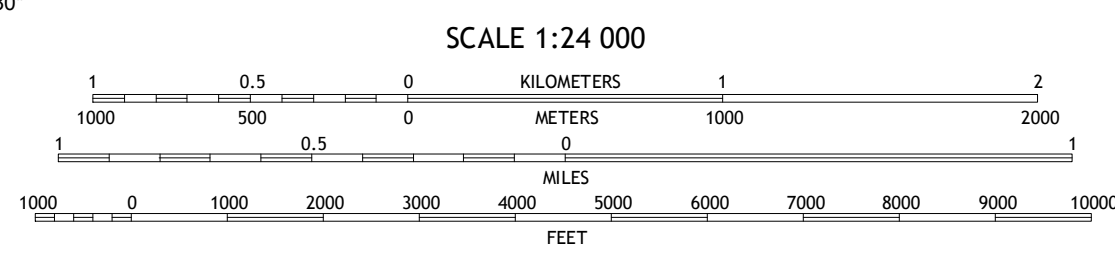 30"
SCALE 1:24 000
1 0.5 0 KILOMETERS 1 2
1000 500 0 METERS 1000 2000
1 0.5 0 1
MILES
1000 0 1000 2000 3000 4000 5000 6000 7000 8000 9000 10000
FEET